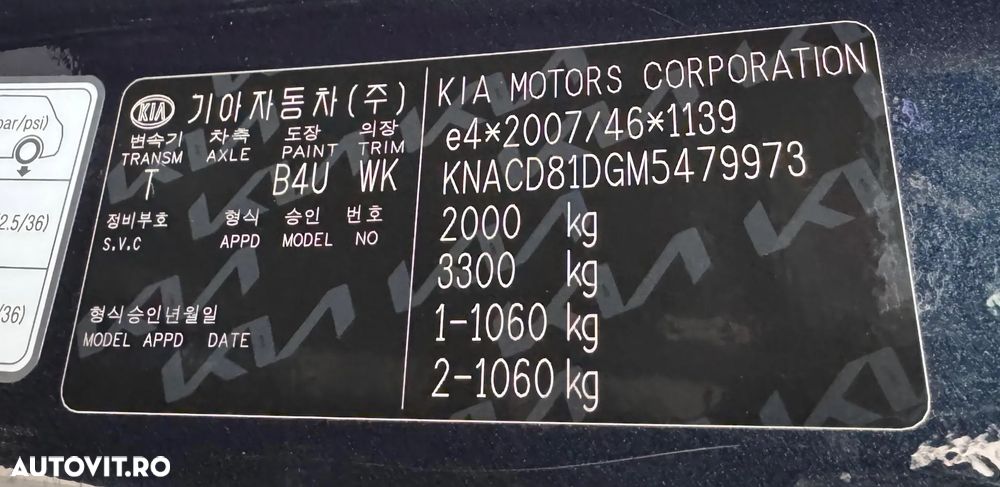 bar/psi)
2.5/36)
/36)
KIA 기아자동차(주)
변속기 차축 도장 의장
TRANSM AXLE PAINT TRIM
T B4U WK
정비부호 형식 승인 번호
S.V.C APPD MODEL NO
형식승인년월일
MODEL APPD DATE
KIA MOTORS CORPORATION
e4*2007/46*1139
KNACD81DGM5479973
2000 kg
3300 kg
1-1060 kg
2-1060 kg
AUTOVIT.RO